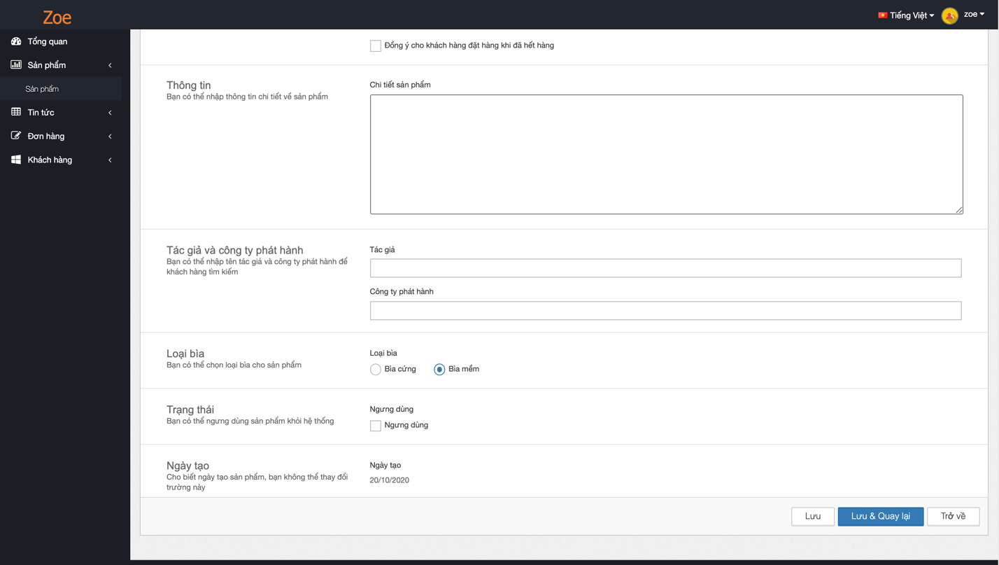 Zoe
Tiếng Việt
zoe
Tổng quan
Sản phẩm
Sản phẩm
Tin tức
Đơn hàng
Khách hàng
Đồng ý cho khách hàng đặt hàng khi đã hết hàng
Thông tin
Bạn có thể nhập thông tin chi tiết về sản phẩm
Chi tiết sản phẩm
Tác giả và công ty phát hành
Bạn có thể nhập tên tác giả và công ty phát hành để
khách hàng tìm kiếm
Tác giả
Công ty phát hành
Loại bìa
Bạn có thể chọn loại bìa cho sản phẩm
Loại bìa
Bìa cứng
Bìa mềm
Trạng thái
Bạn có thể ngưng dùng sản phẩm khỏi hệ thống
Ngưng dùng
Ngưng dùng
Ngày tạo
Cho biết ngày tạo sản phẩm, bạn không thể thay đổi
trường này
Ngày tạo
20/10/2020
Lưu
Lưu & Quay lại
Trở về